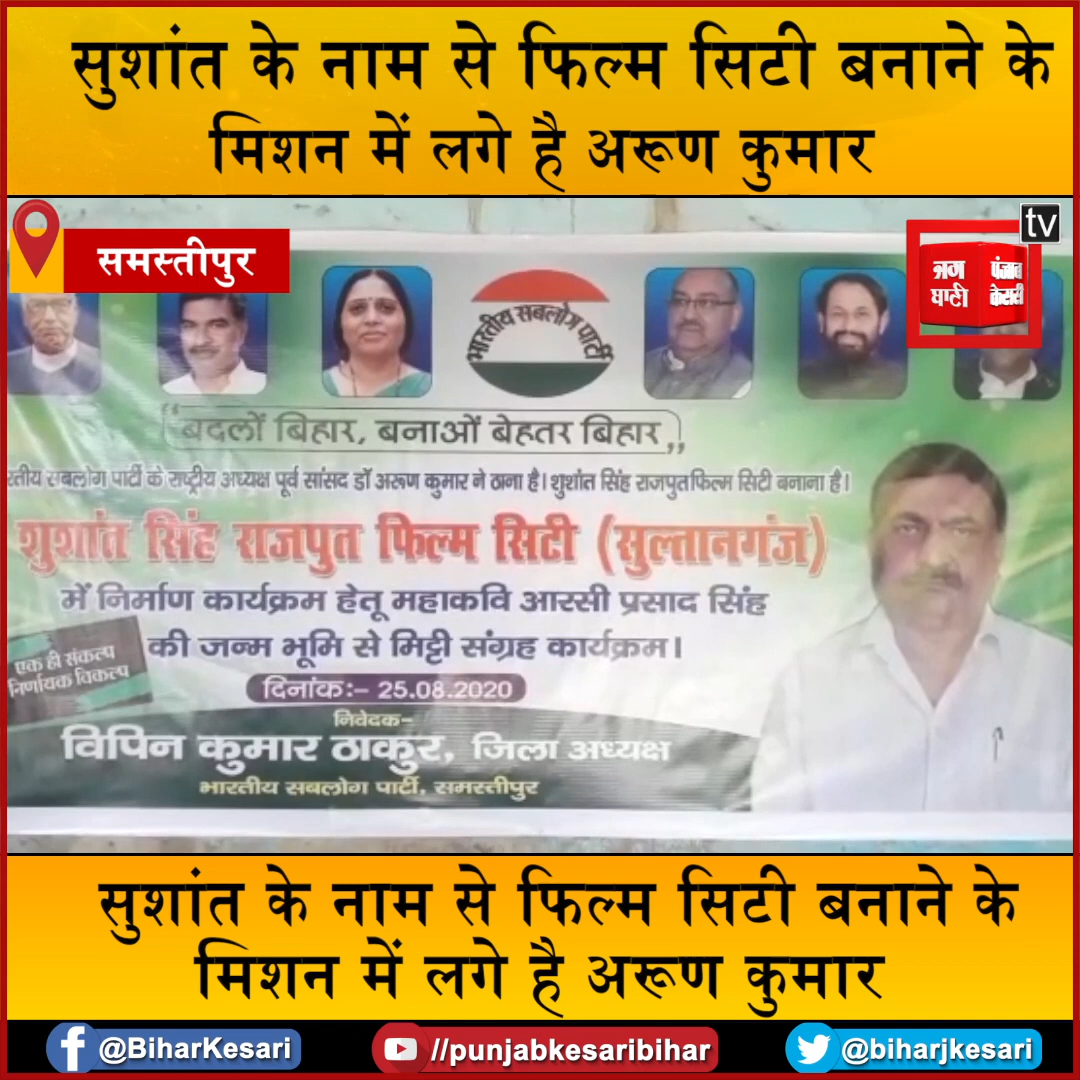 सुशांत के नाम से फिल्म सिटी बनाने के
मिशन में लगे है अरूण कुमार
समस्तीपुर
tv
जग बाणी
पंजाब केसरी
भारतीय सबलोग पार्टी
"बदलों बिहार, बनाओं बेहतर बिहार"
रतीय सबलोग पार्टी के राष्ट्रीय अध्यक्ष पूर्व सांसद डॉ अरूण कुमार ने ठाना है। शुशांत सिंह राजपुत फिल्म सिटी बनाना है।
शुशांत सिंह राजपुत फिल्म सिटी (सुल्तानगंज)
में निर्माण कार्यक्रम हेतू महाकवि आरसी प्रसाद सिंह
की जन्म भूमि से मिट्टी संग्रह कार्यक्रम।
एक ही संकल्प
निर्णायक विकल्प
दिनांक:- 25.08.2020
निवेदक-
विपिन कुमार ठाकुर, जिला अध्यक्ष
भारतीय सबलोग पार्टी, समस्तीपुर
सुशांत के नाम से फिल्म सिटी बनाने के
मिशन में लगे है अरूण कुमार
@BiharKesari
//punjabkesaribihar
@biharjkesari